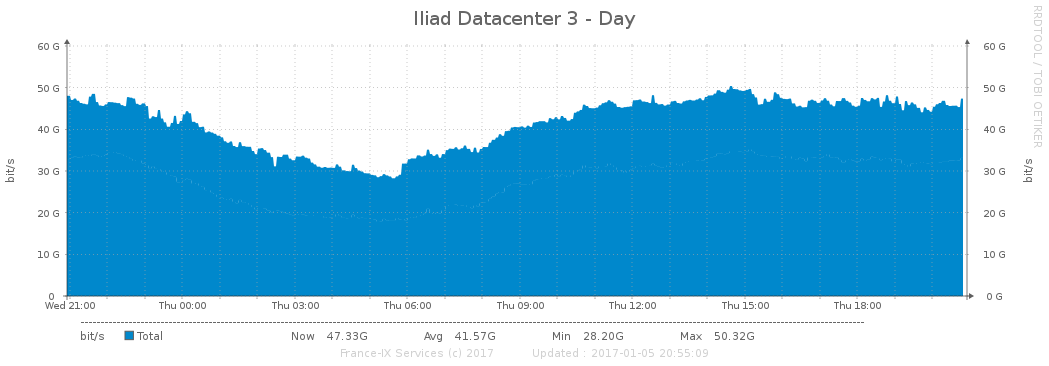 Iliad Datacenter 3 - Day
RRDTOOL / TOBI OETIKER
60 G 60 G
50 G 50 G
40 G 40 G
30 G 30 G
20 G 20 G
10 G 10 G
0 0 G
bit/s bit/s
Wed 21:00 Thu 00:00 Thu 03:00 Thu 06:00 Thu 09:00 Thu 12:00 Thu 15:00 Thu 18:00
bit/s Total Now 47.33G Avg 41.57G Min 28.20G Max 50.32G
France-IX Services (c) 2017 Updated : 2017-01-05 20:55:09